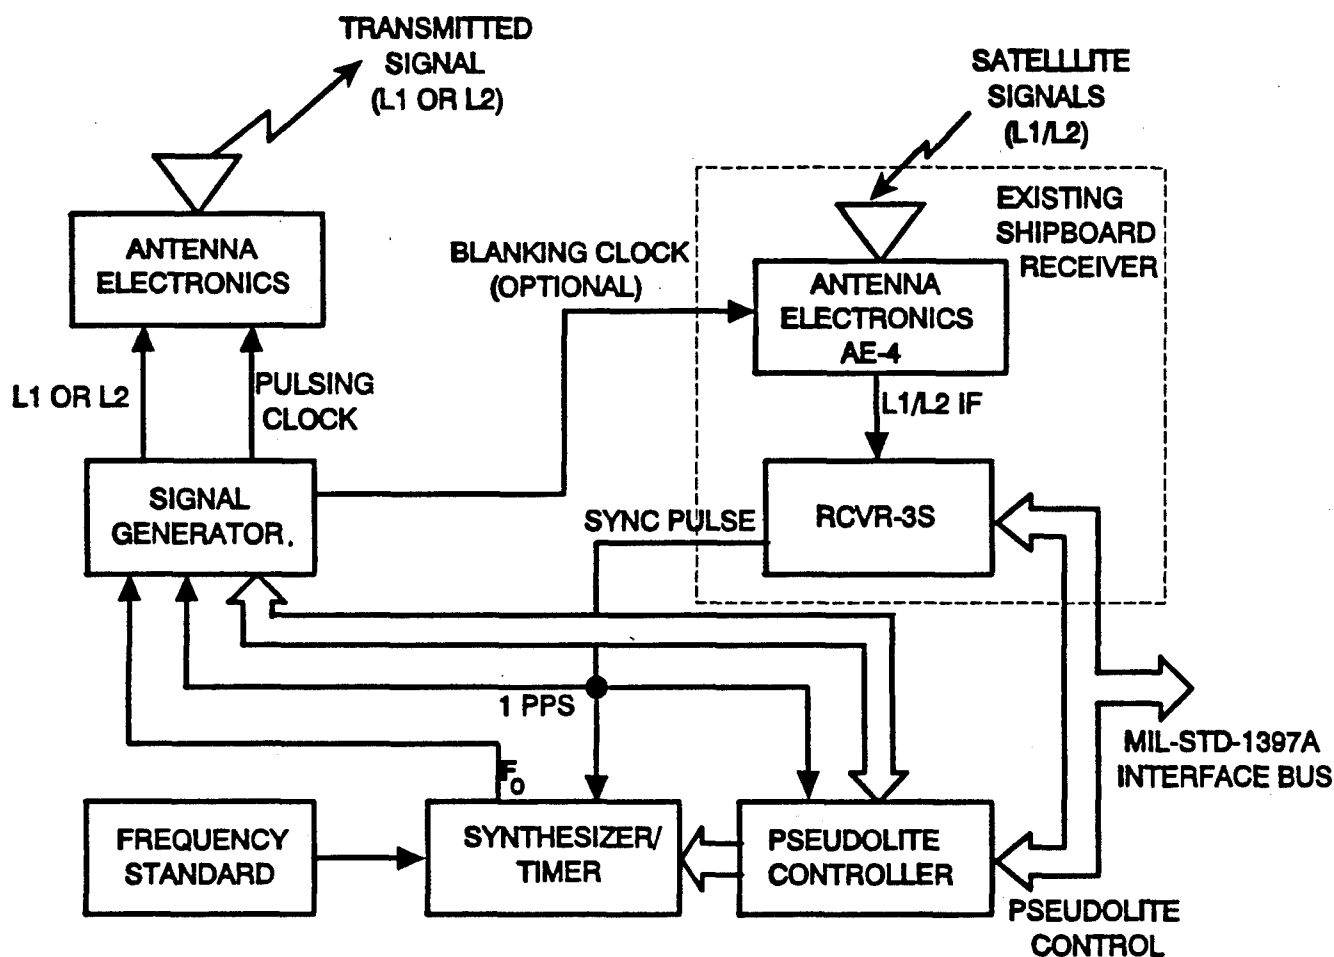 TRANSMITTED
SIGNAL
(L1 OR L2)
SATELLLITE
SIGNALS
(L1/L2)
EXISTING
SHIPBOARD
RECEIVER
ANTENNA
ELECTRONICS
BLANKING CLOCK
(OPTIONAL)
ANTENNA
ELECTRONICS
AE-4
L1 OR L2
PULSING
CLOCK
L1/L2 IF
SIGNAL
GENERATOR.
SYNC PULSE
RCVR-3S
1 PPS
MIL-STD-1397A
INTERFACE BUS
F0
FREQUENCY
STANDARD
SYNTHESIZER/
TIMER
PSEUDOLITE
CONTROLLER
PSEUDOLITE
CONTROL